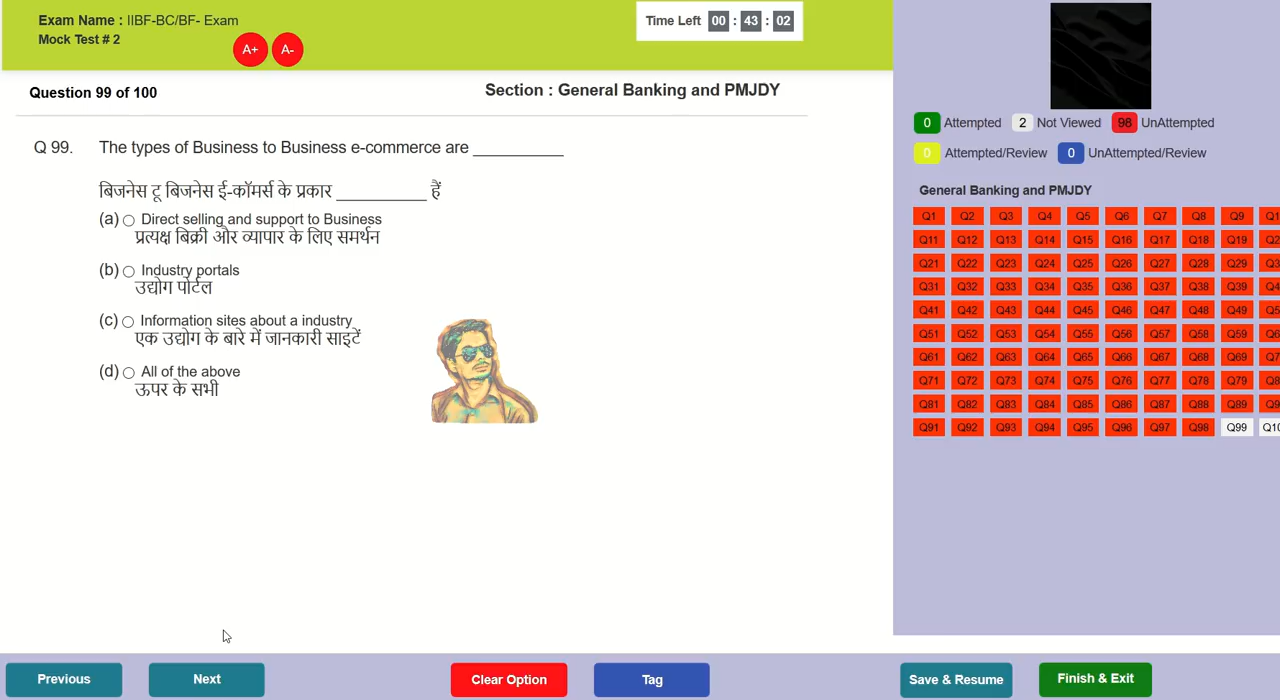 Exam Name : IIBF-BC/BF- Exam
Mock Test # 2
A+ A-
Time Left 00 : 43 : 02
Question 99 of 100
Section : General Banking and PMJDY
Q 99. The types of Business to Business e-commerce are __________
बिजनेस टू बिजनेस ई-कॉमर्स के प्रकार __________ हैं
(a) Direct selling and support to Business
प्रत्यक्ष बिक्री और व्यापार के लिए समर्थन
(b) Industry portals
उद्योग पोर्टल
(c) Information sites about a industry
एक उद्योग के बारे में जानकारी साइटें
(d) All of the above
ऊपर के सभी
0 Attempted 2 Not Viewed 98 UnAttempted
0 Attempted/Review 0 UnAttempted/Review
General Banking and PMJDY
Q1 Q2 Q3 Q4 Q5 Q6 Q7 Q8 Q9
Q11 Q12 Q13 Q14 Q15 Q16 Q17 Q18 Q19
Q21 Q22 Q23 Q24 Q25 Q26 Q27 Q28 Q29
Q31 Q32 Q33 Q34 Q35 Q36 Q37 Q38 Q39
Q41 Q42 Q43 Q44 Q45 Q46 Q47 Q48 Q49
Q51 Q52 Q53 Q54 Q55 Q56 Q57 Q58 Q59
Q61 Q62 Q63 Q64 Q65 Q66 Q67 Q68 Q69
Q71 Q72 Q73 Q74 Q75 Q76 Q77 Q78 Q79
Q81 Q82 Q83 Q84 Q85 Q86 Q87 Q88 Q89
Q91 Q92 Q93 Q94 Q95 Q96 Q97 Q98 Q99
Previous Next Clear Option Tag Save & Resume Finish & Exit